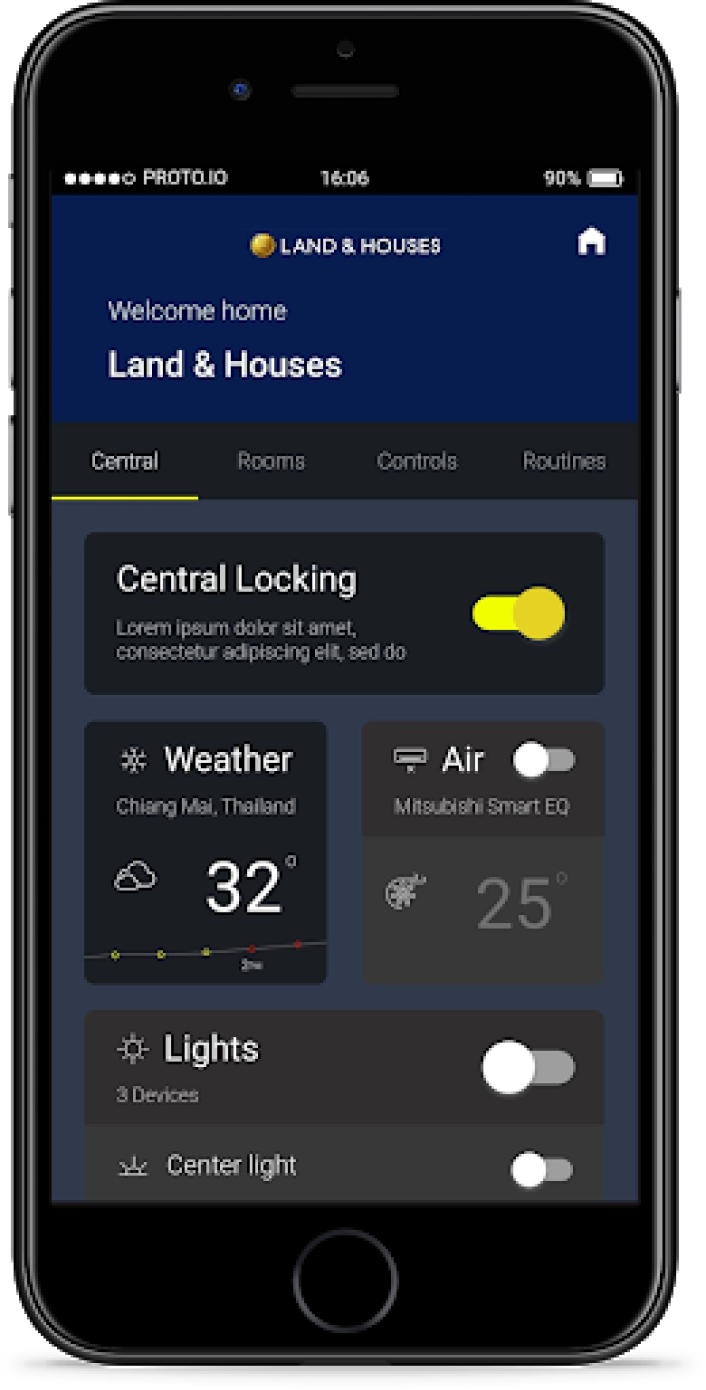 PROTO.IO 16:06 90%
LAND & HOUSES
Welcome home
Land & Houses
Central Rooms Controls Routines
Central Locking
Lorem ipsum dolor sit amet,
consectetur adipiscing elit, sed do
Weather
Chiang Mai, Thailand
32°
Air
Mitsubishi Smart EQ
25°
Lights
3 Devices
Center light